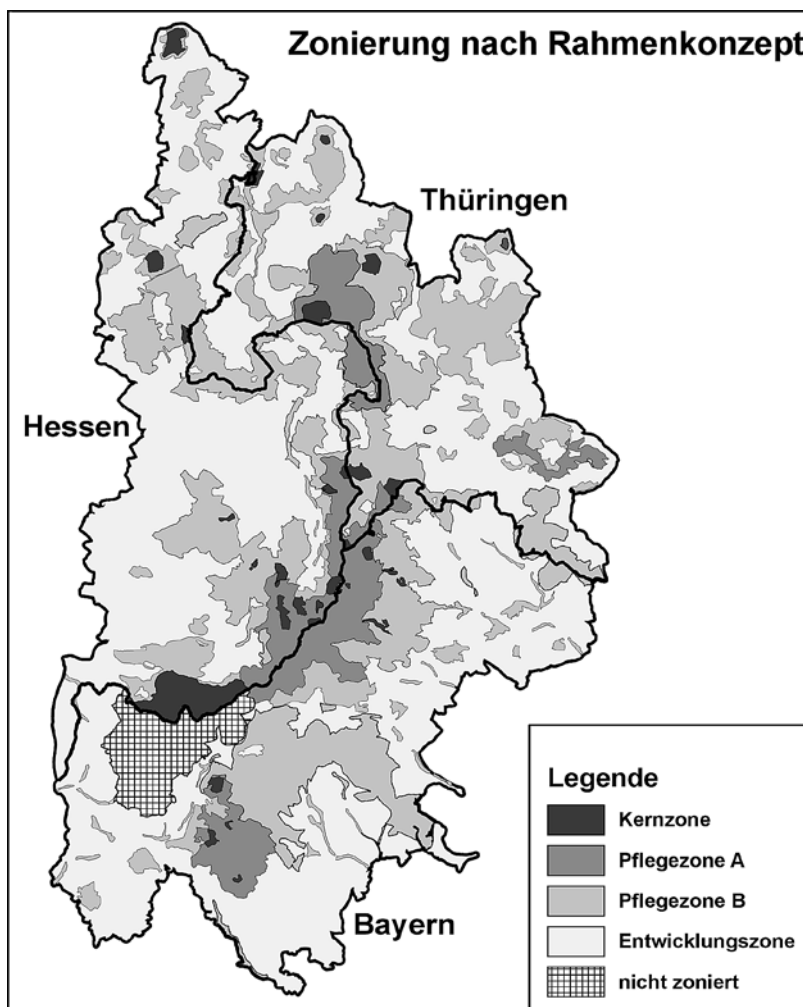 Zonierung nach Rahmenkonzept
Thüringen
Hessen
Bayern
Legende
Kernzone
Pflegezone A
Pflegezone B
Entwicklungszone
nicht zoniert